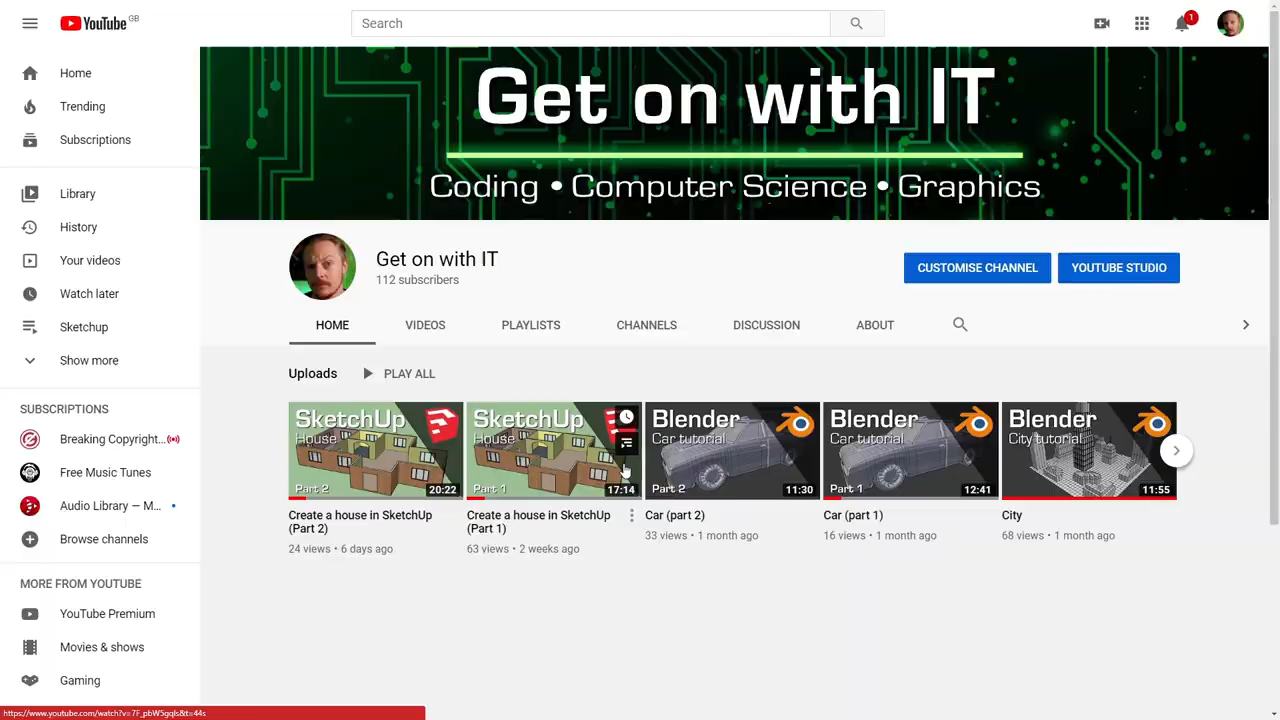 YouTube GB
Search
1
Home
Trending
Subscriptions
Library
History
Your videos
Watch later
Sketchup
Show more
SUBSCRIPTIONS
Breaking Copyright...
Free Music Tunes
Audio Library — M...
Browse channels
MORE FROM YOUTUBE
YouTube Premium
Movies & shows
Gaming
Get on with IT
Coding • Computer Science • Graphics
Get on with IT
112 subscribers
CUSTOMISE CHANNEL
YOUTUBE STUDIO
HOME
VIDEOS
PLAYLISTS
CHANNELS
DISCUSSION
ABOUT
Uploads
PLAY ALL
SketchUp
House
Part 2
20:22
Create a house in SketchUp
(Part 2)
24 views • 6 days ago
SketchUp
House
Part 1
17:14
Create a house in SketchUp
(Part 1)
63 views • 2 weeks ago
Blender
Car tutorial
Part 2
11:30
Car (part 2)
33 views • 1 month ago
Blender
Car tutorial
Part 1
12:41
Car (part 1)
16 views • 1 month ago
Blender
City tutorial
11:55
City
68 views • 1 month ago